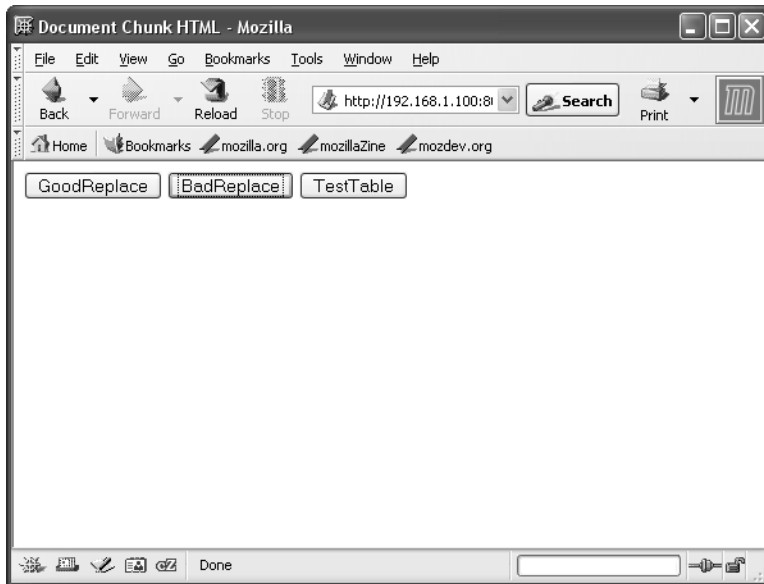 Document Chunk HTML - Mozilla
File Edit View Go Bookmarks Tools Window Help
Back Forward Reload Stop http://192.168.1.100:8 Search Print
Home Bookmarks mozilla.org mozillaZine mozdev.org
GoodReplace BadReplace TestTable
Done